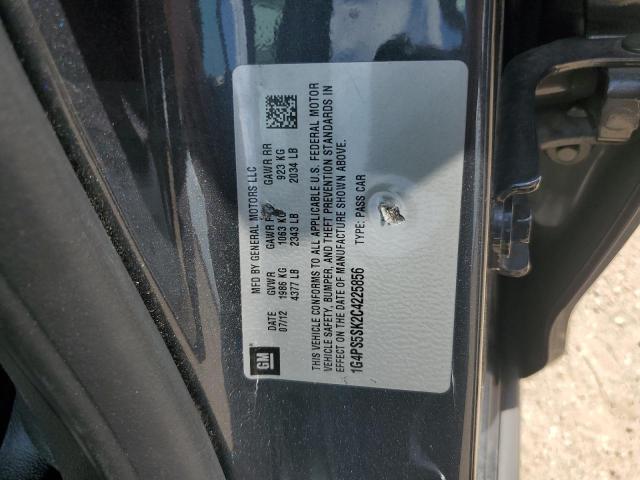 MFD BY GENERAL MOTORS LLC
DATE GVWR GAWR GAWR RR
07/12 1986 KG 1063 KG 923 KG
4377 LB 2343 LB 2034 LB
THIS VEHICLE CONFORMS TO ALL APPLICABLE U.S. FEDERAL MOTOR
VEHICLE SAFETY, BUMPER, AND THEFT PREVENTION STANDARDS IN
EFFECT ON THE DATE OF MANUFACTURE SHOWN ABOVE.
1G4PS5SK2C4225856 TYPE: PASS CAR
GM